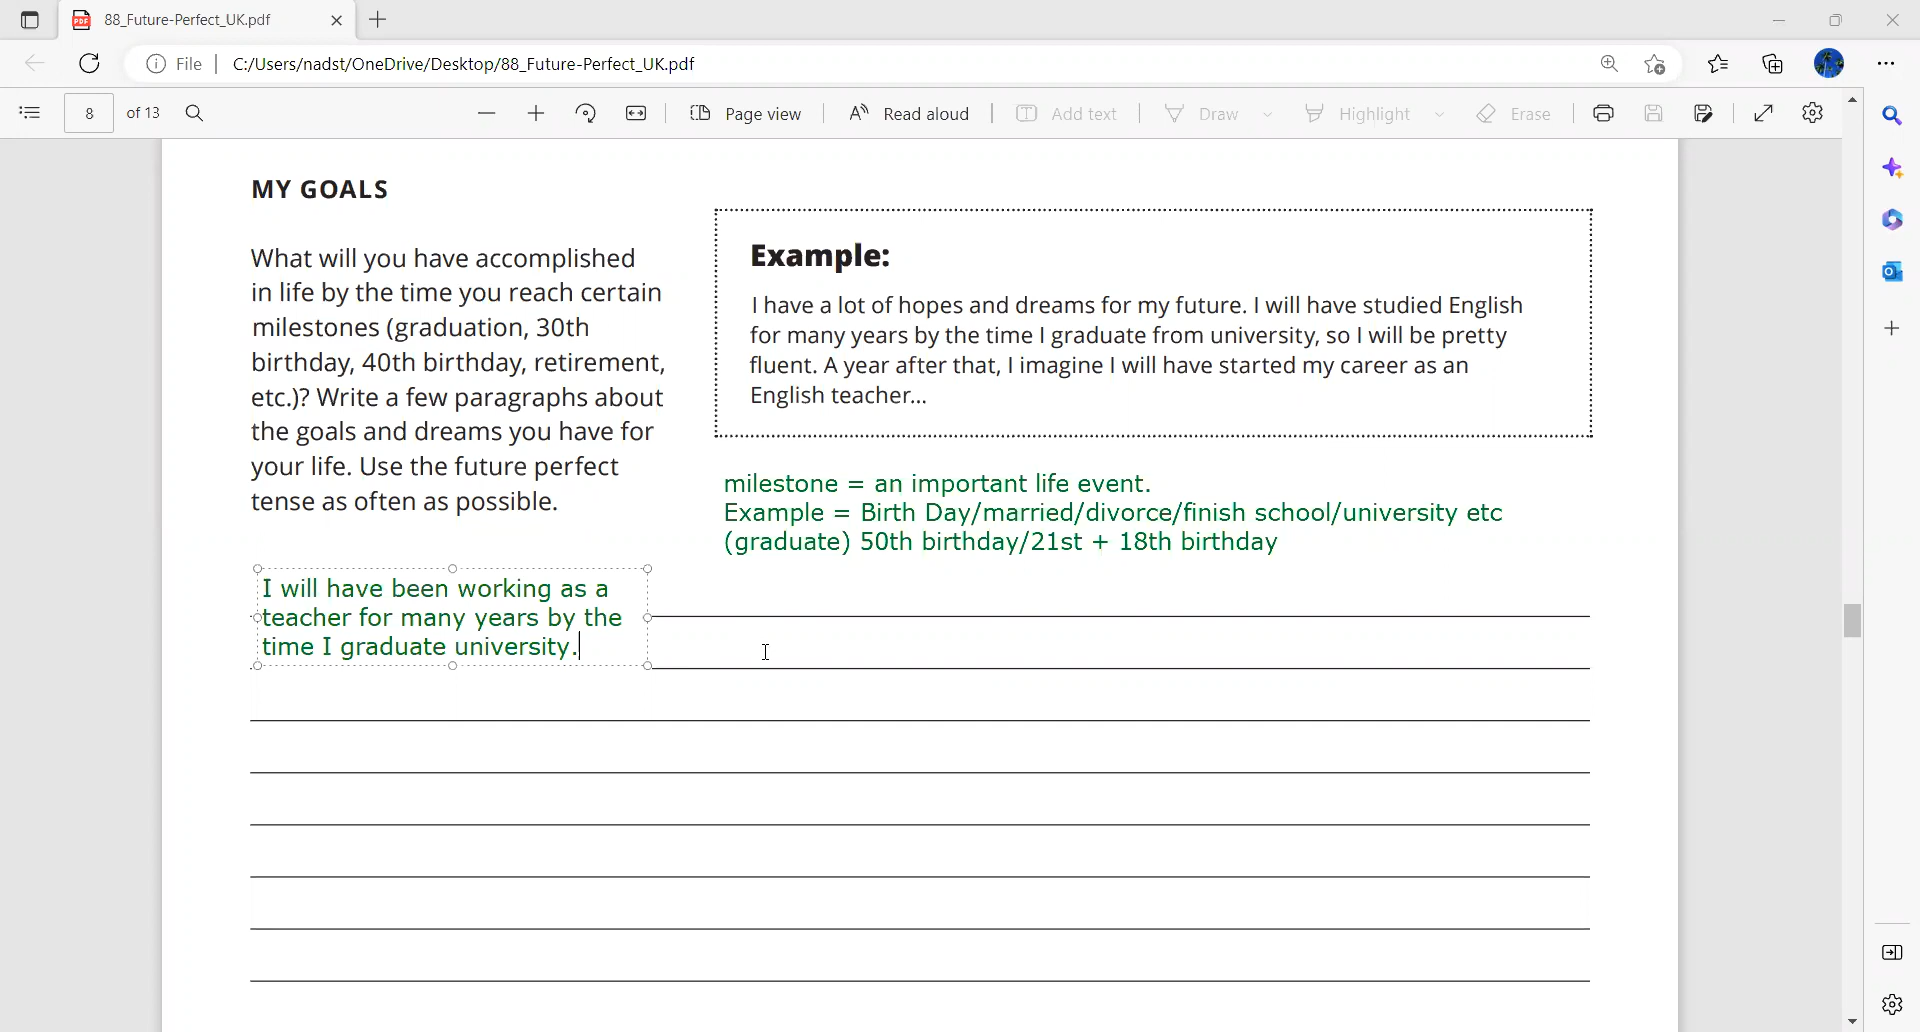 88_Future-Perfect_UK.pdf
File | C:/Users/nadst/OneDrive/Desktop/88_Future-Perfect_UK.pdf
8 of 13 Page view Read aloud Add text Draw Highlight Erase
MY GOALS
What will you have accomplished
in life by the time you reach certain
milestones (graduation, 30th
birthday, 40th birthday, retirement,
etc.)? Write a few paragraphs about
the goals and dreams you have for
your life. Use the future perfect
tense as often as possible.
Example:
I have a lot of hopes and dreams for my future. I will have studied English
for many years by the time I graduate from university, so I will be pretty
fluent. A year after that, I imagine I will have started my career as an
English teacher...
milestone = an important life event.
Example = Birth Day/married/divorce/finish school/university etc
(graduate) 50th birthday/21st + 18th birthday
I will have been working as a
teacher for many years by the
time I graduate university.